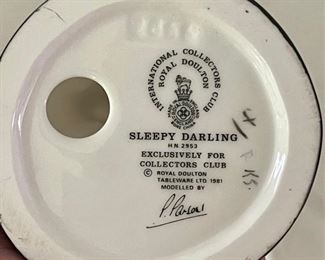 INTERNATIONAL COLLECTORS CLUB
ROYAL DOULTON
SLEEPY DARLING
H.N. 2953
EXCLUSIVELY FOR
COLLECTORS CLUB
© ROYAL DOULTON
TABLEWARE LTD 1981
MODELLED BY
P. Parsons